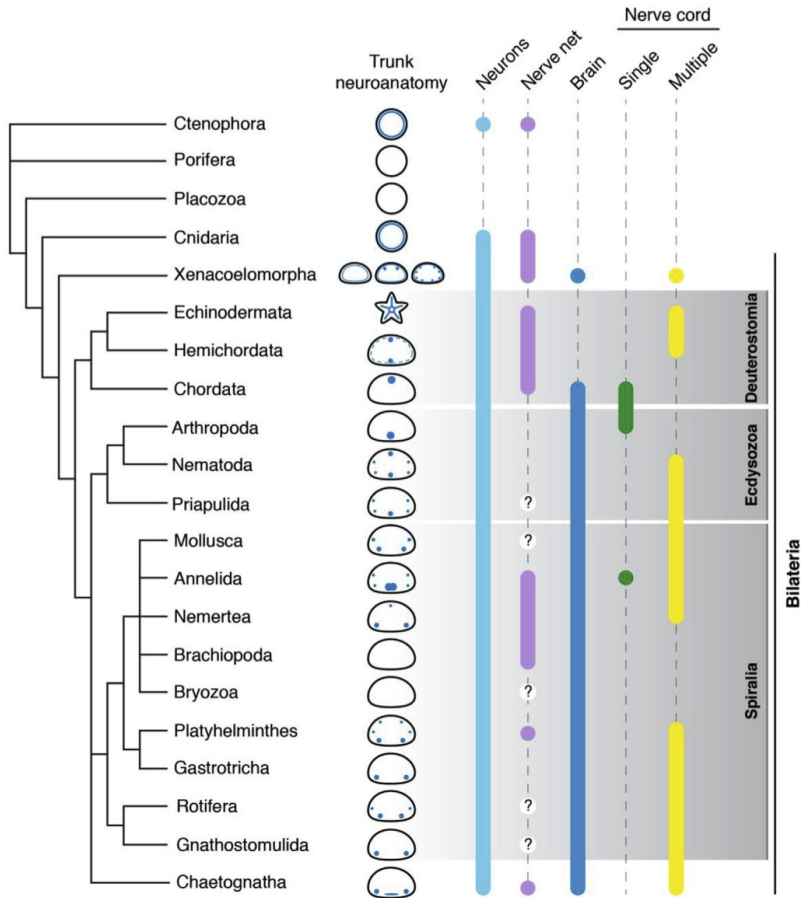 Nerve cord
Trunk
neuroanatomy
Neurons
Nerve net
Brain
Single
Multiple
Ctenophora
Porifera
Placozoa
Cnidaria
Xenacoelomorpha
Echinodermata
Hemichordata
Chordata
Deuterostomia
Arthropoda
Nematoda
Priapulida
?
Ecdysozoa
Mollusca
?
Annelida
Nemertea
Brachiopoda
Bryozoa
?
Platyhelminthes
Gastrotricha
Rotifera
?
Gnathostomulida
?
Spiralia
Chaetognatha
Bilateria